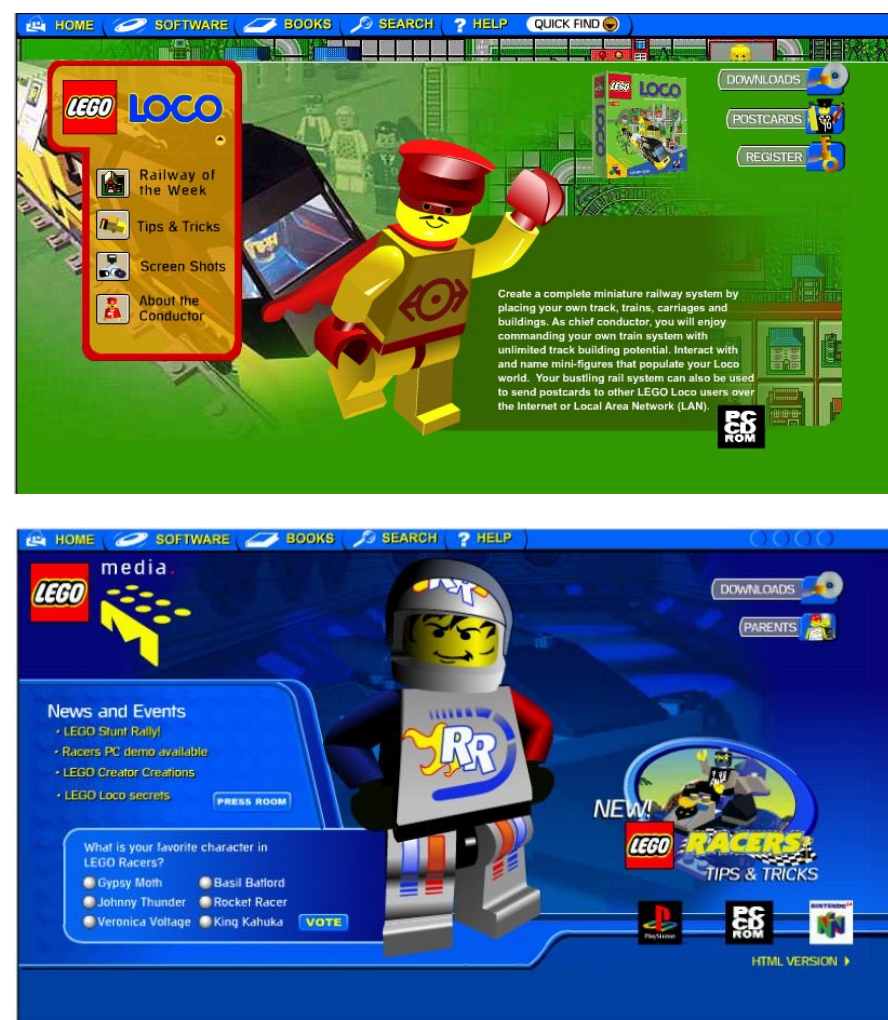 HOME
SOFTWARE
BOOKS
SEARCH
? HELP
QUICK FIND
LEGO LOCO
Railway of
the Week
Tips & Tricks
Screen Shots
About the
Conductor
LEGO LOCO
LOCO
DOWNLOADS
POSTCARDS
REGISTER
Create a complete miniature railway system by
placing your own track, trains, carriages and
buildings. As chief conductor, you will enjoy
commanding your own train system with
unlimited track building potential. Interact with
and name mini-figures that populate your Loco
world. Your bustling rail system can also be used
to send postcards to other LEGO Loco users over
the Internet or Local Area Network (LAN).
PC
CD
ROM
HOME
SOFTWARE
BOOKS
SEARCH
? HELP
LEGO media.
DOWNLOADS
PARENTS
News and Events
• LEGO Stunt Rally!
• Racers PC demo available
• LEGO Creator Creations
• LEGO Loco secrets
PRESS ROOM
What is your favorite character in
LEGO Racers?
Gypsy Moth
Basil Batlord
Johnny Thunder
Rocket Racer
Veronica Voltage
King Kahuka
VOTE
RR
RR
NEW!
LEGO RACERS
TIPS & TRICKS
PlayStation
PC
CD
ROM
NINTENDO 64
HTML VERSION